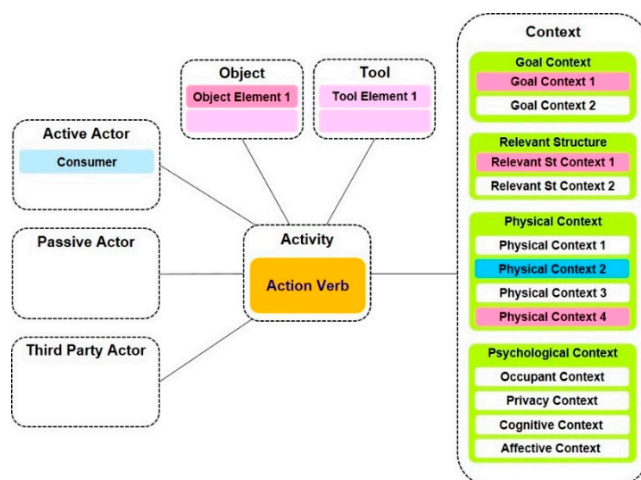 Context
Goal Context
Goal Context 1
Goal Context 2
Object
Object Element 1
Tool
Tool Element 1
Active Actor
Consumer
Relevant Structure
Relevant St Context 1
Relevant St Context 2
Passive Actor
Activity
Action Verb
Physical Context
Physical Context 1
Physical Context 2
Physical Context 3
Physical Context 4
Third Party Actor
Psychological Context
Occupant Context
Privacy Context
Cognitive Context
Affective Context